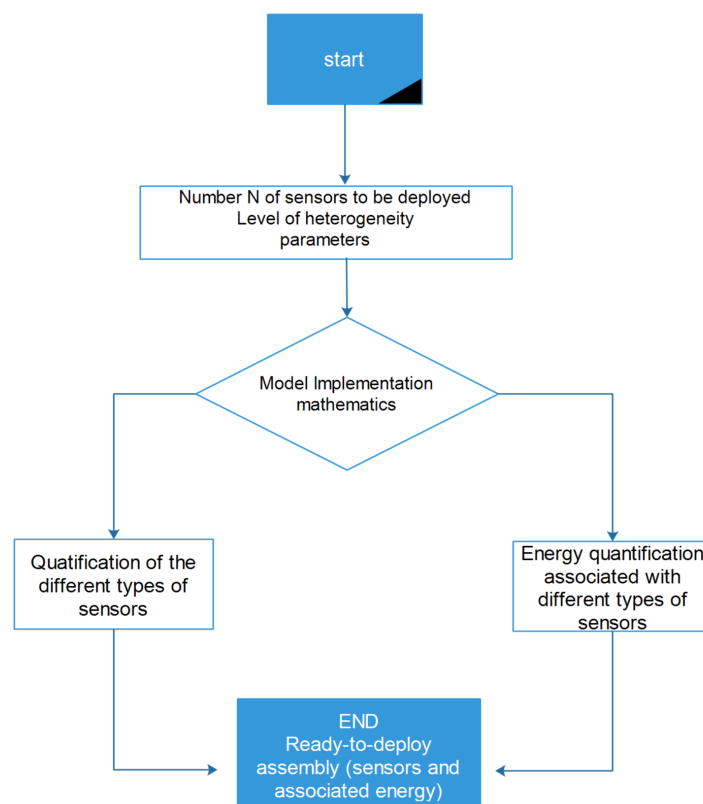 start
Number N of sensors to be deployed
Level of heterogeneity
parameters
Model Implementation
mathematics
Quatification of the
different types of
sensors
Energy quantification
associated with
different types of
sensors
END
Ready-to-deploy
assembly (sensors and
associated energy)